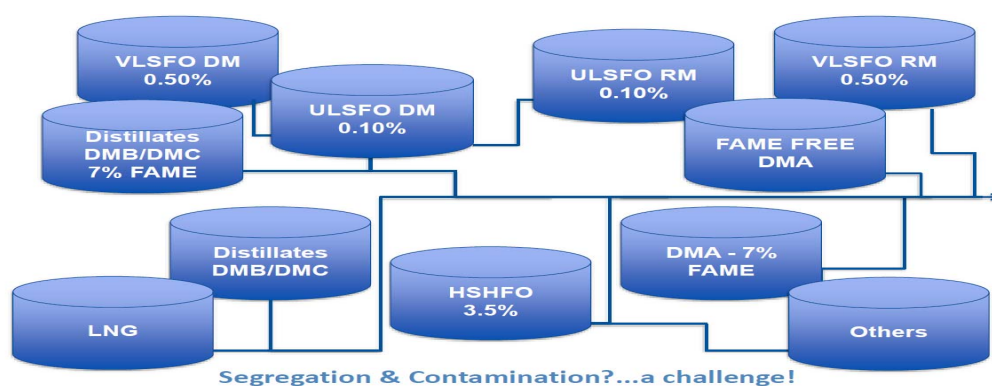 VLSFO DM
0.50%
ULSFO DM
0.10%
ULSFO RM
0.10%
VLSFO RM
0.50%
Distillates
DMB/DMC
7% FAME
FAME FREE
DMA
Distillates
DMB/DMC
HSHFO
3.5%
DMA - 7%
FAME
LNG
Others
Segregation & Contamination?...a challenge!